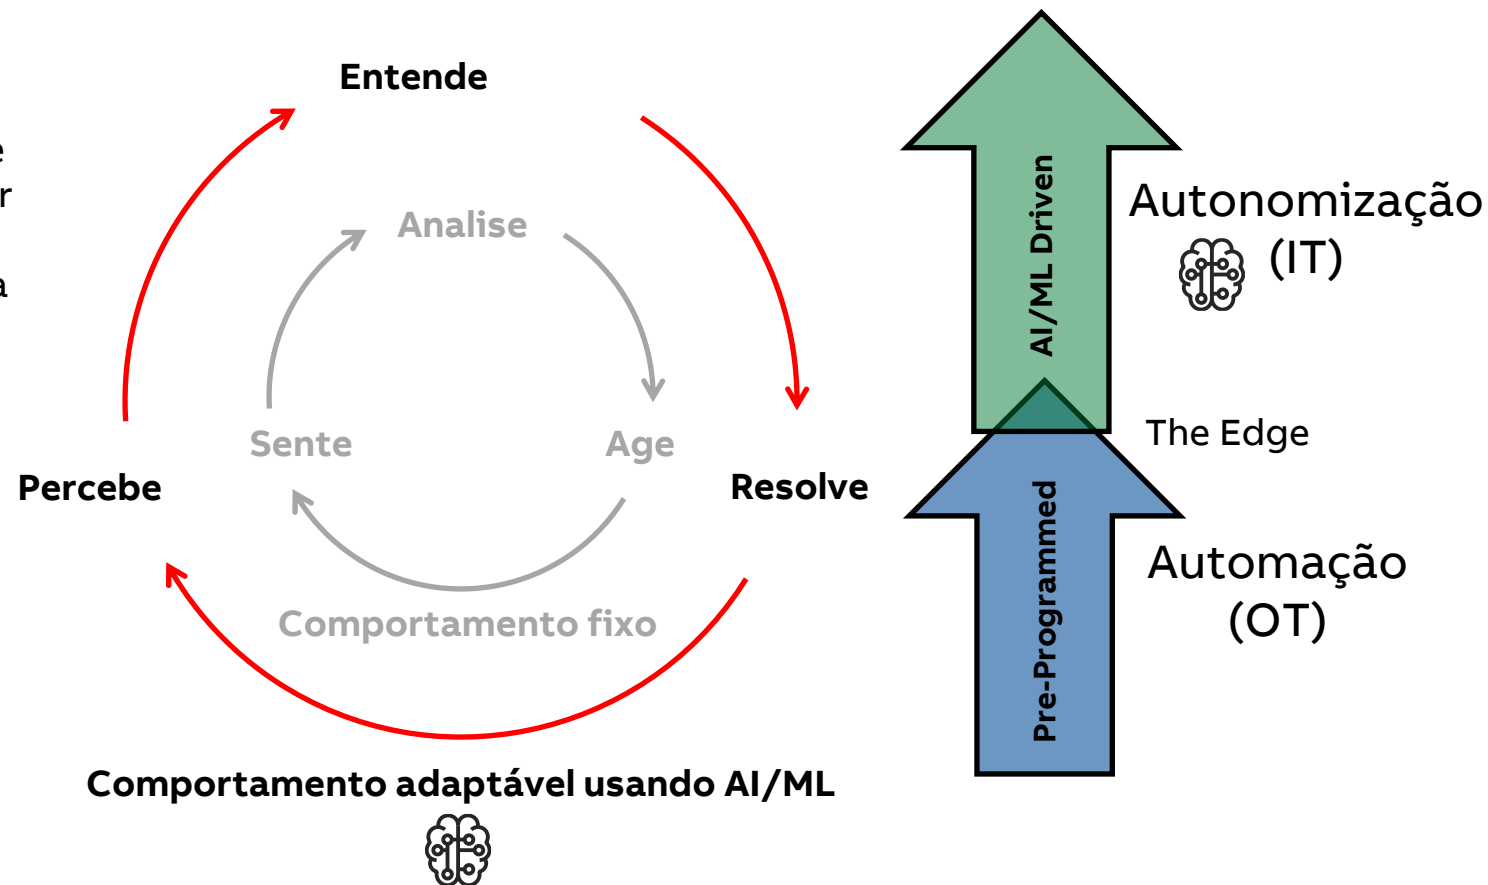 Entende
Analise
Sente
Age
Percebe
Resolve
Comportamento fixo
Comportamento adaptável usando AI/ML
AI/ML Driven
Autonomização
(IT)
The Edge
Pre-Programmed
Automação
(OT)